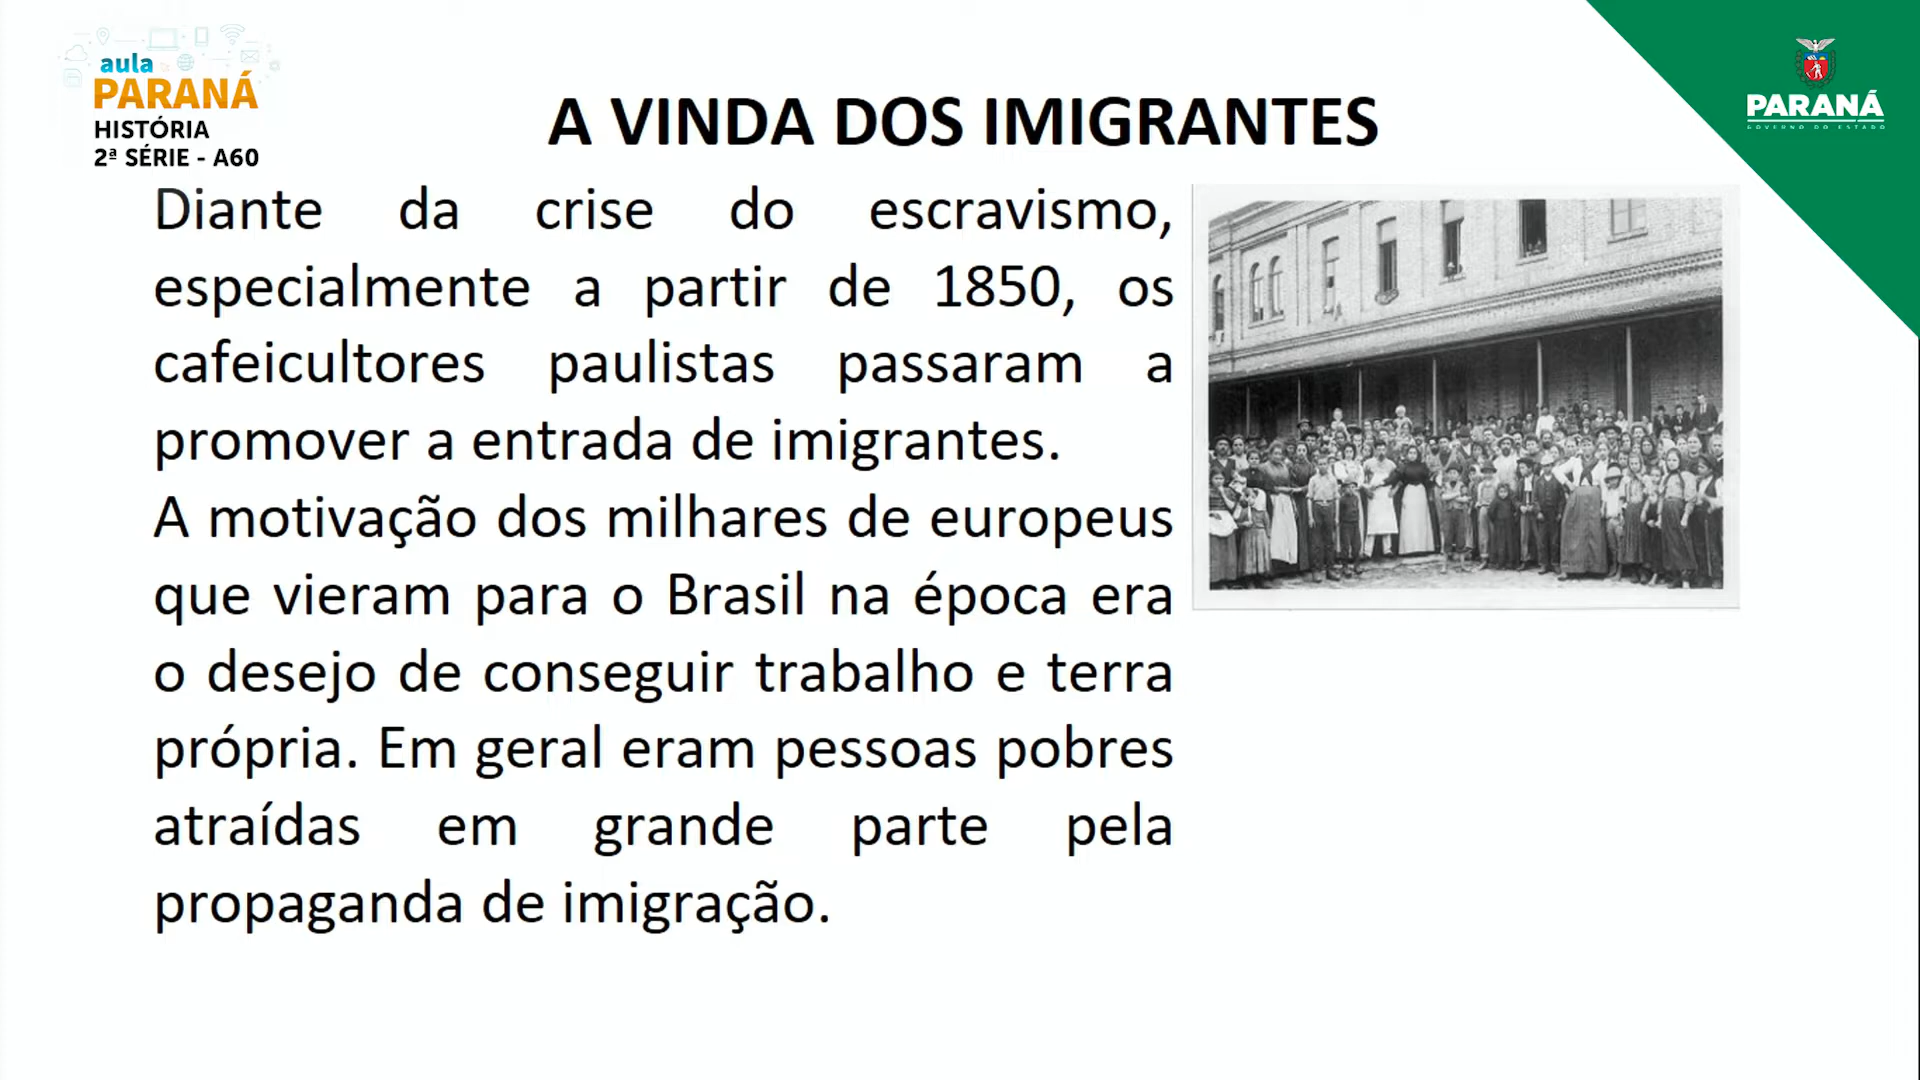 aula
PARANÁ
HISTÓRIA
2ª SÉRIE - A60
A VINDA DOS IMIGRANTES
PARANÁ
GOVERNO DO ESTADO
Diante da crise do escravismo,
especialmente a partir de 1850, os
cafeicultores paulistas passaram a
promover a entrada de imigrantes.
A motivação dos milhares de europeus
que vieram para o Brasil na época era
o desejo de conseguir trabalho e terra
própria. Em geral eram pessoas pobres
atraídas em grande parte pela
propaganda de imigração.